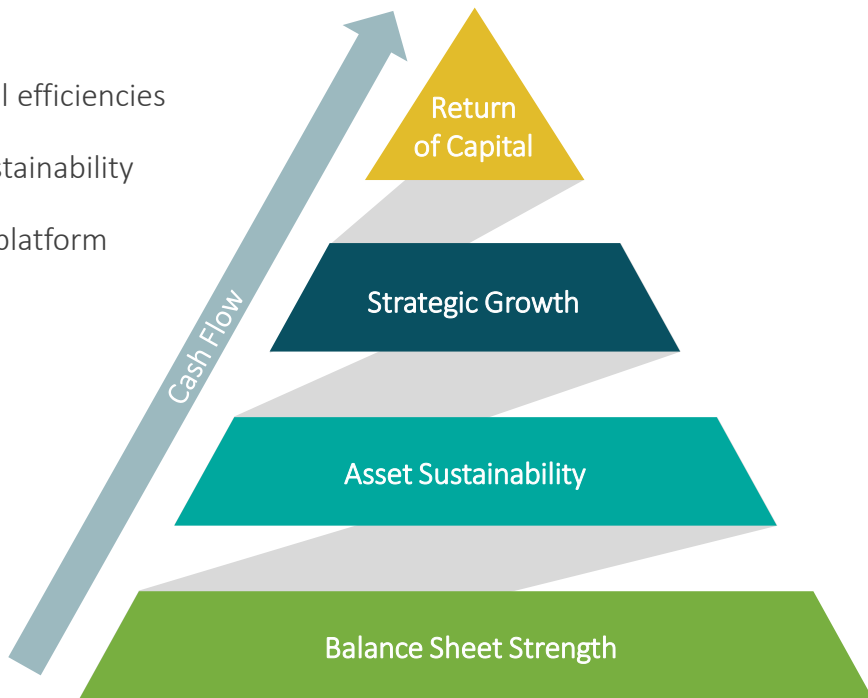 l efficiencies
stainability
platform
Return
of Capital
Strategic Growth
Cash Flow
Asset Sustainability
Balance Sheet Strength